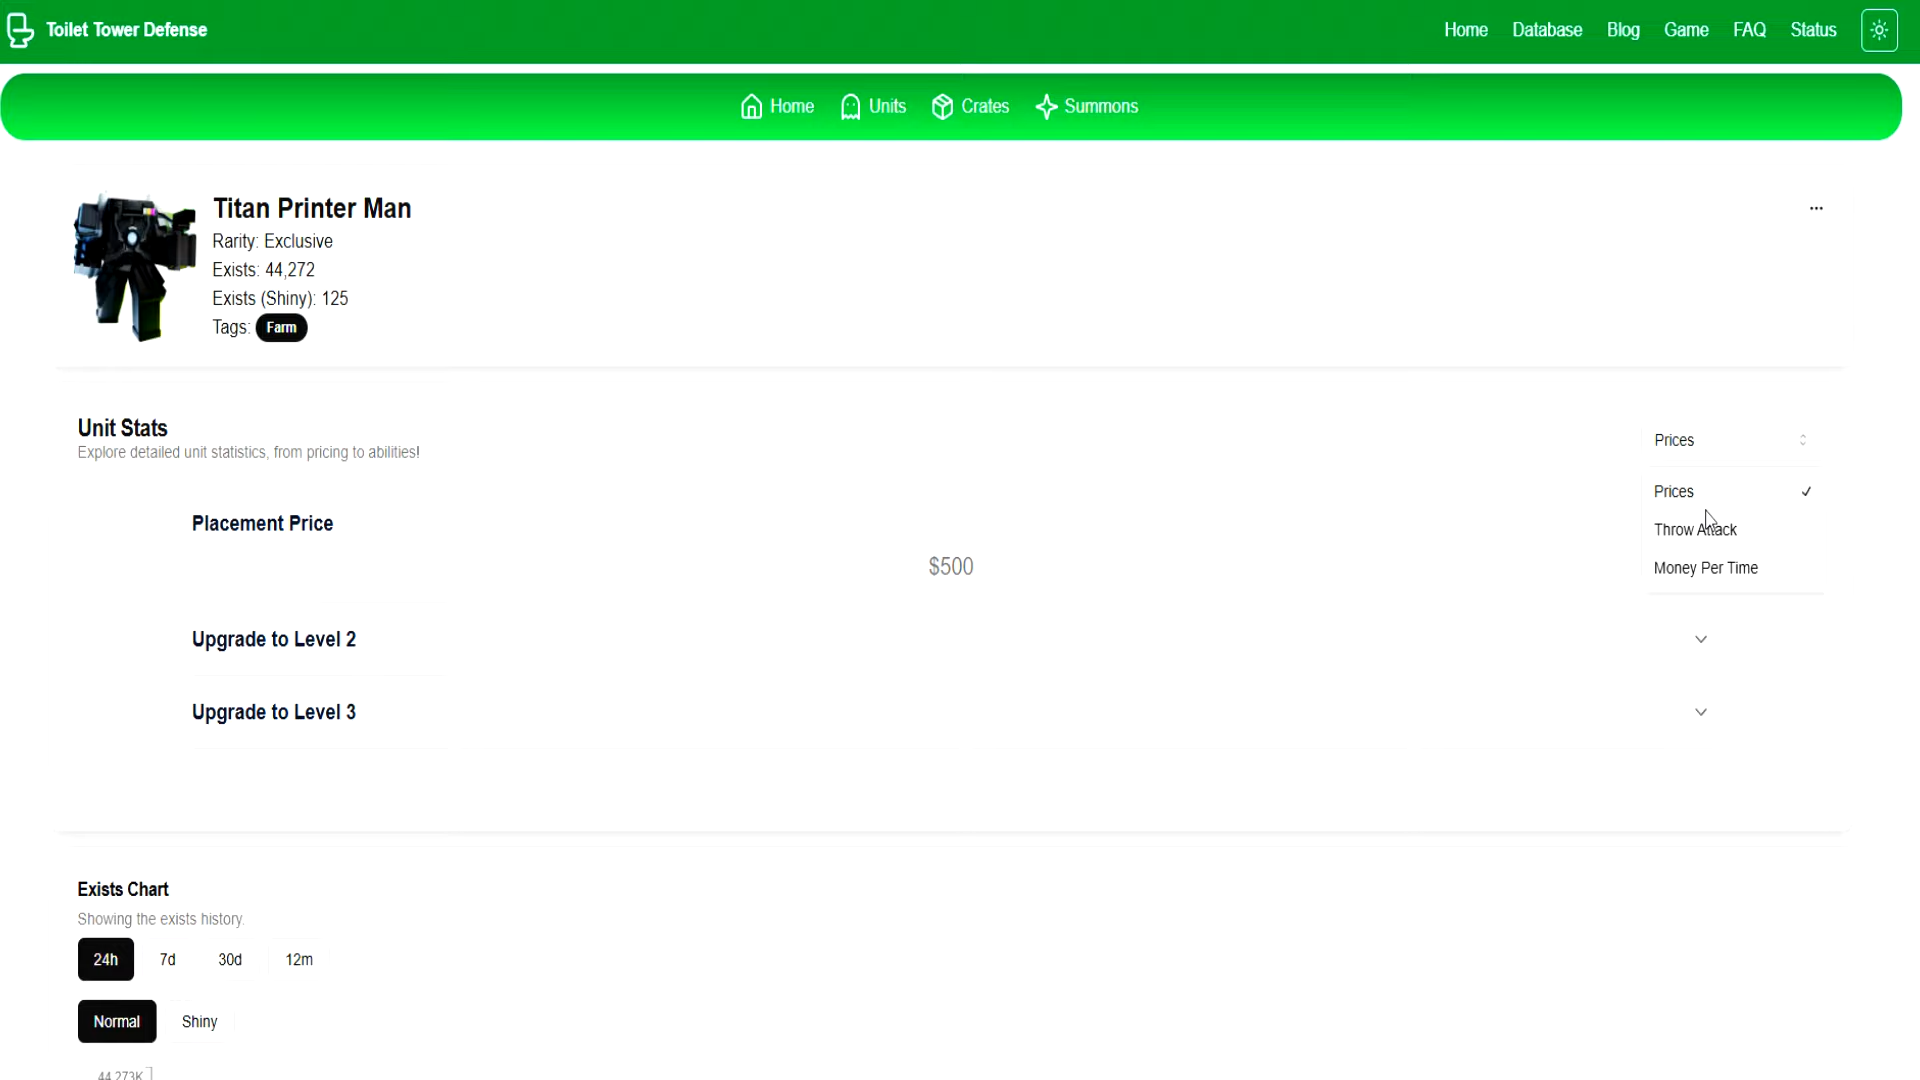 Toilet Tower Defense
Home Database Blog Game FAQ Status
Home Units Crates Summons
Titan Printer Man
Rarity: Exclusive
Exists: 44,272
Exists (Shiny): 125
Tags: Farm
Unit Stats
Explore detailed unit statistics, from pricing to abilities!
Prices
Prices
Throw Attack
Money Per Time
Placement Price
$500
Upgrade to Level 2
Upgrade to Level 3
Exists Chart
Showing the exists history.
24h 7d 30d 12m
Normal Shiny
44.273K